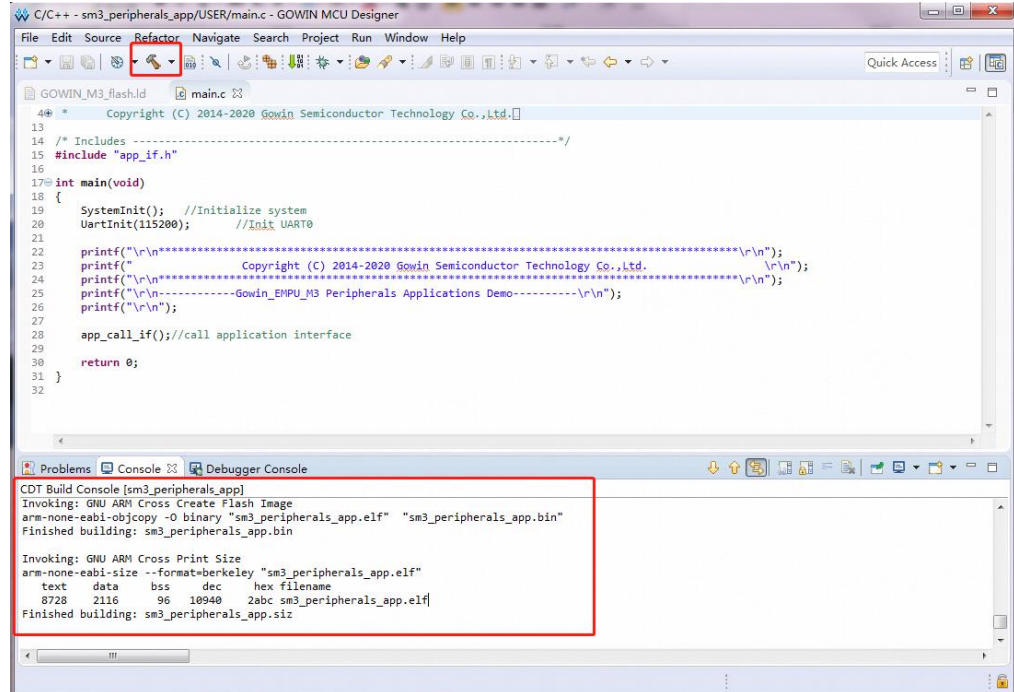 C/C++ - sm3_peripherals_app/USER/main.c - GOWIN MCU Designer
File Edit Source Refactor Navigate Search Project Run Window Help
Quick Access
GOWIN_M3_flash.ld main.c
4 * Copyright (C) 2014-2020 Gowin Semiconductor Technology Co.,Ltd.
13
14 /* Includes ------------------------------------------------------------------*/
15 #include "app_if.h"
16
17 int main(void)
18 {
19 SystemInit(); //Initialize system
20 UartInit(115200); //Init UART0
21
22 printf("\r\n******************************************************************************************\r\n");
23 printf(" Copyright (C) 2014-2020 Gowin Semiconductor Technology Co.,Ltd. \r\n");
24 printf("\r\n******************************************************************************************\r\n");
25 printf("\r\n------------Gowin_EMPU_M3 Peripherals Applications Demo----------\r\n");
26 printf("\r\n");
27
28 app_call_if();//call application interface
29
30 return 0;
31 }
32
Problems Console Debugger Console
CDT Build Console [sm3_peripherals_app]
Invoking: GNU ARM Cross Create Flash Image
arm-none-eabi-objcopy -O binary "sm3_peripherals_app.elf" "sm3_peripherals_app.bin"
Finished building: sm3_peripherals_app.bin
Invoking: GNU ARM Cross Print Size
arm-none-eabi-size --format=berkeley "sm3_peripherals_app.elf"
text data bss dec hex filename
8728 2116 96 10940 2abc sm3_peripherals_app.elf
Finished building: sm3_peripherals_app.siz